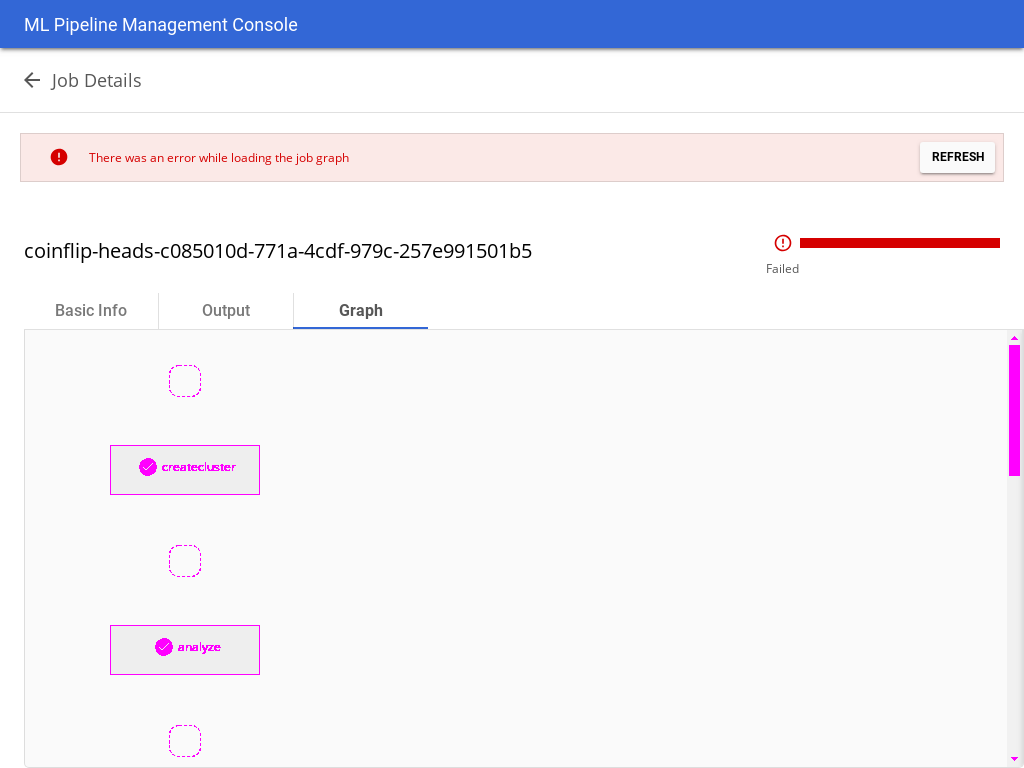 ML Pipeline Management Console
Job Details
There was an error while loading the job graph
REFRESH
coinflip-heads-c085010d-771a-4cdf-979c-257e991501b5
Failed
Basic Info
Output
Graph
createcluster
analyze